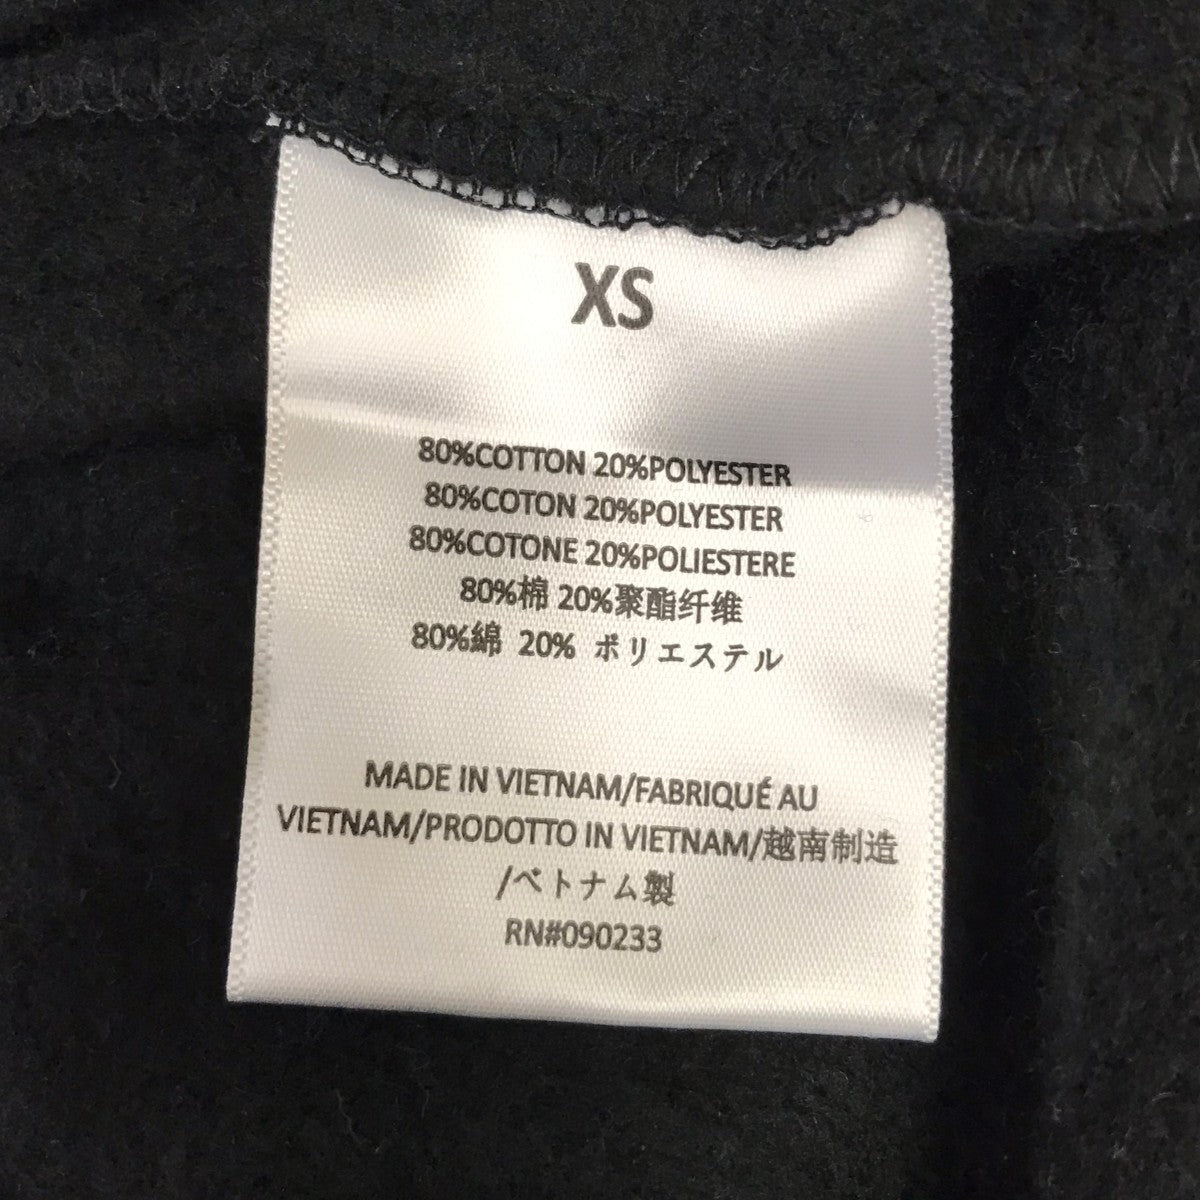 XS
80%COTTON 20%POLYESTER
80%COTON 20%POLYESTER
80%COTONE 20%POLIESTERE
80%棉 20%聚酯纤维
80%綿 20% ポリエステル
MADE IN VIETNAM/FABRIQUÉ AU
VIETNAM/PRODOTTO IN VIETNAM/越南制造
/ベトナム製
RN#090233